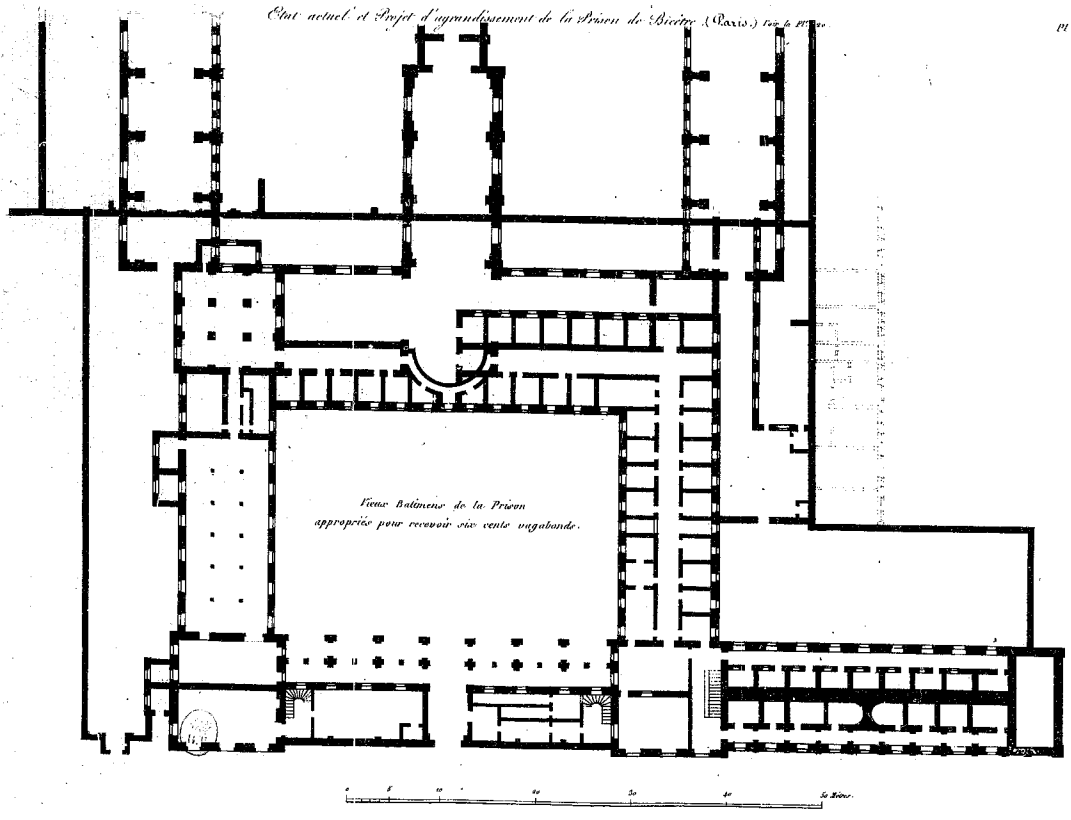 Etat actuel et Projet d'agrandissement de la Prison de Bicêtre (Paris.) Voir la Pl. 20.
Pl
Vieux Batimens de la Prison
appropriés pour recevoir six cents vagabonds.
0 5 10 20 30 40 50 Mètres.